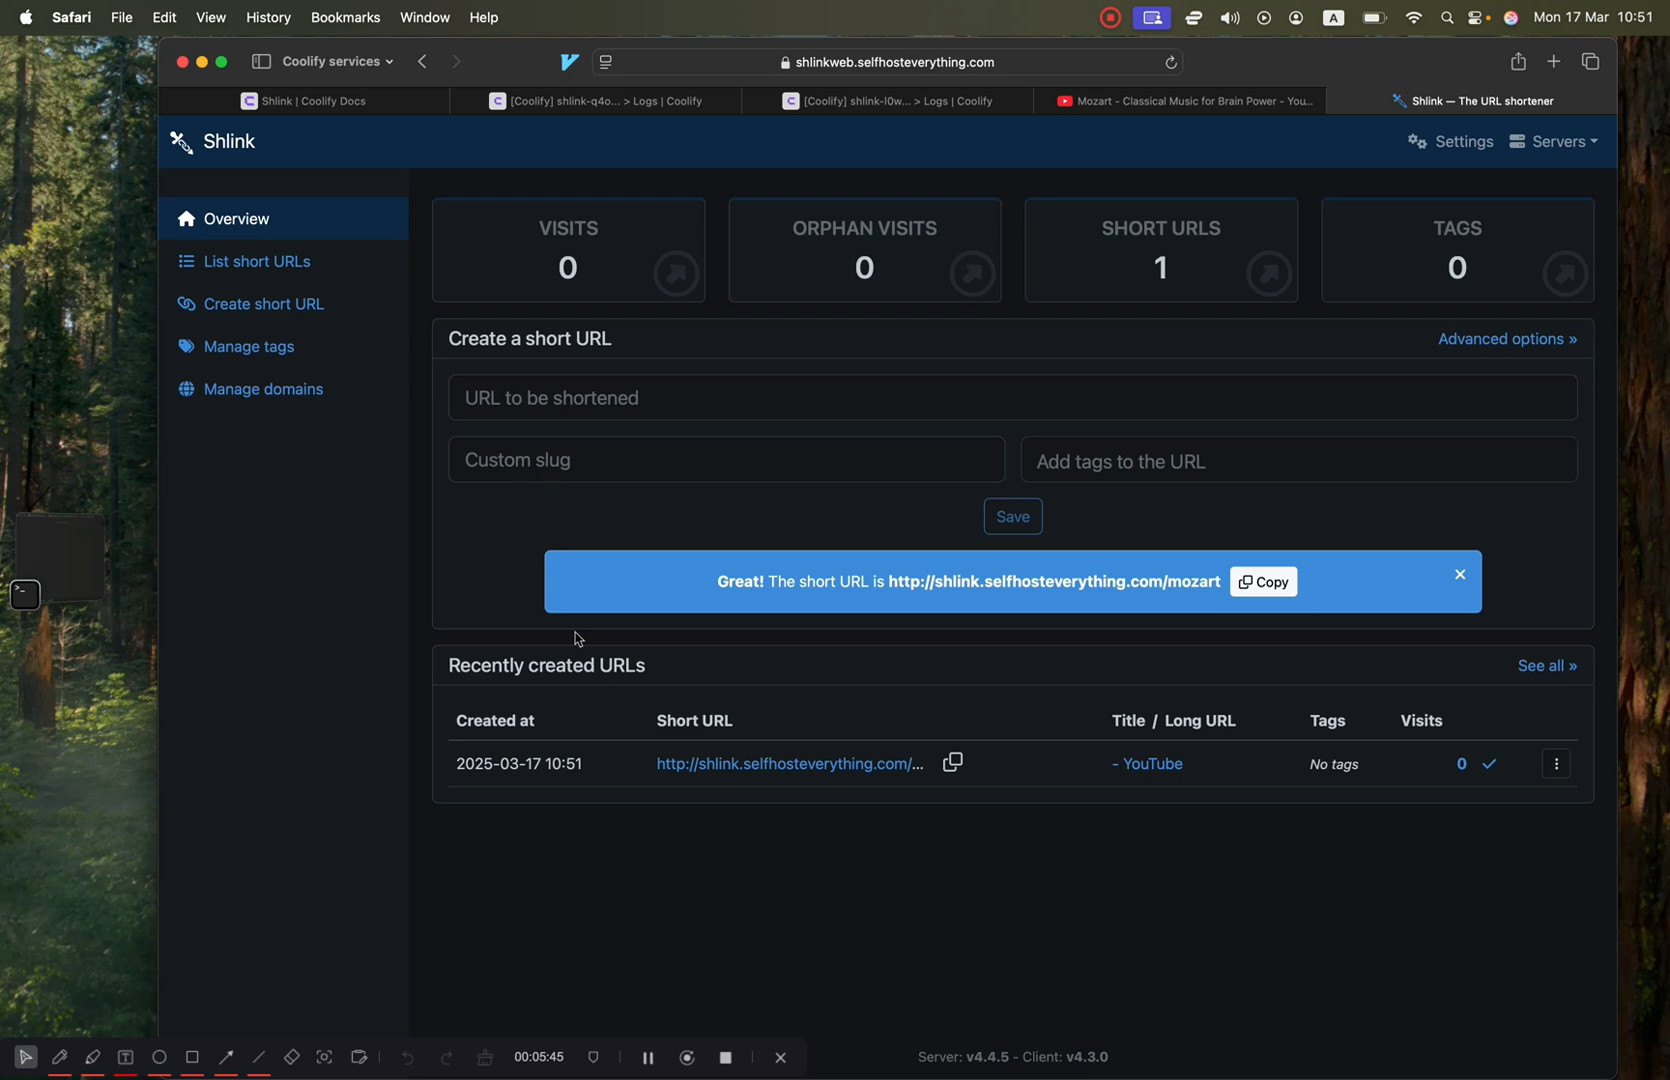 Safari File Edit View History Bookmarks Window Help
A
Mon 17 Mar 10:51
Coolify services
shlinkweb.selfhosteverything.com
Shlink | Coolify Docs
[Coolify] shlink-q4o... > Logs | Coolify
[Coolify] shlink-l0w... > Logs | Coolify
Mozart - Classical Music for Brain Power - You...
Shlink — The URL shortener
Shlink
Settings
Servers
Overview
List short URLs
Create short URL
Manage tags
Manage domains
VISITS
0
ORPHAN VISITS
0
SHORT URLS
1
TAGS
0
Create a short URL
Advanced options »
URL to be shortened
Custom slug
Add tags to the URL
Save
Great! The short URL is http://shlink.selfhosteverything.com/mozart
Copy
Recently created URLs
See all »
Created at Short URL Title / Long URL Tags Visits
2025-03-17 10:51 http://shlink.selfhosteverything.com/... - YouTube No tags 0
00:05:45
Server: v4.4.5 - Client: v4.3.0